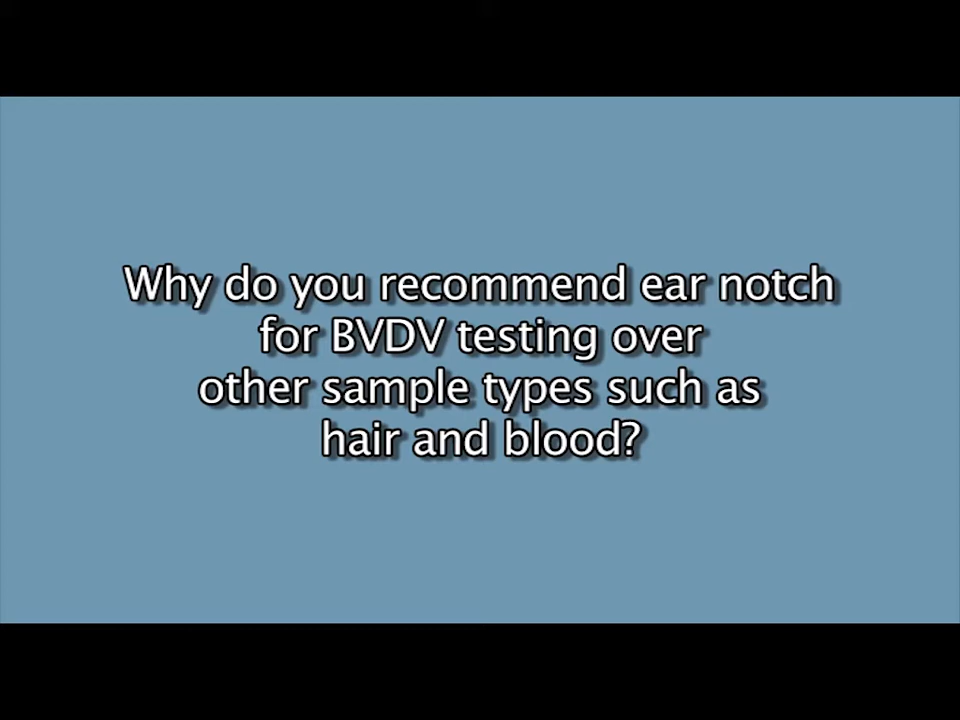 Why do you recommend ear notch
for BVDV testing over
other sample types such as
hair and blood?